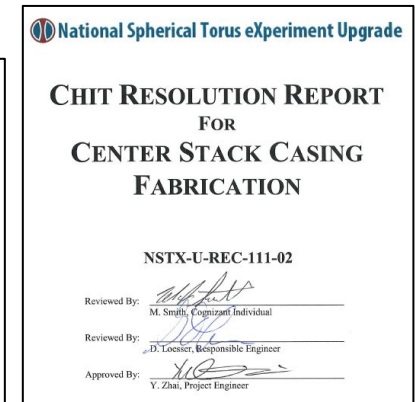 National Spherical Torus eXperiment Upgrade
CHIT RESOLUTION REPORT
FOR
CENTER STACK CASING
FABRICATION
NSTX-U-REC-111-02
Reviewed By:
M. Smith, Cognizant Individual
Reviewed By:
D. Loesser, Responsible Engineer
Approved By:
Y. Zhai, Project Engineer